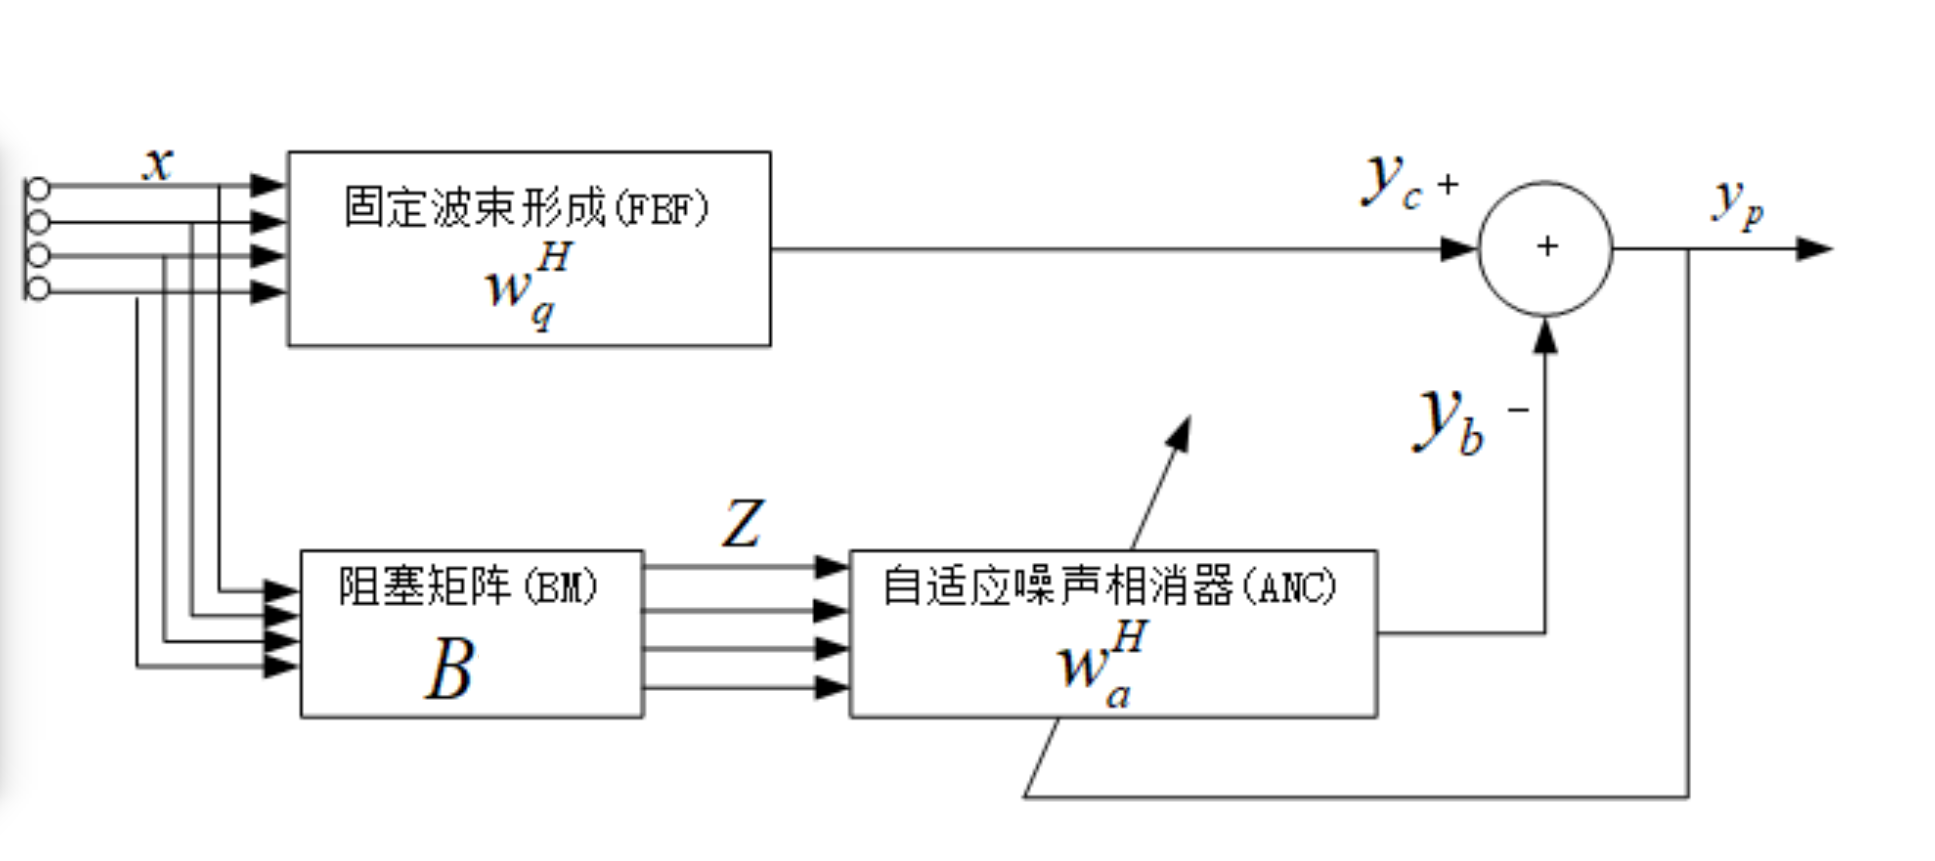 x
固定波束形成(FBF)
w_q^H
y_c +
+
y_p
y_b −
Z
阻塞矩阵(BM)
B
自适应噪声相消器(ANC)
w_a^H